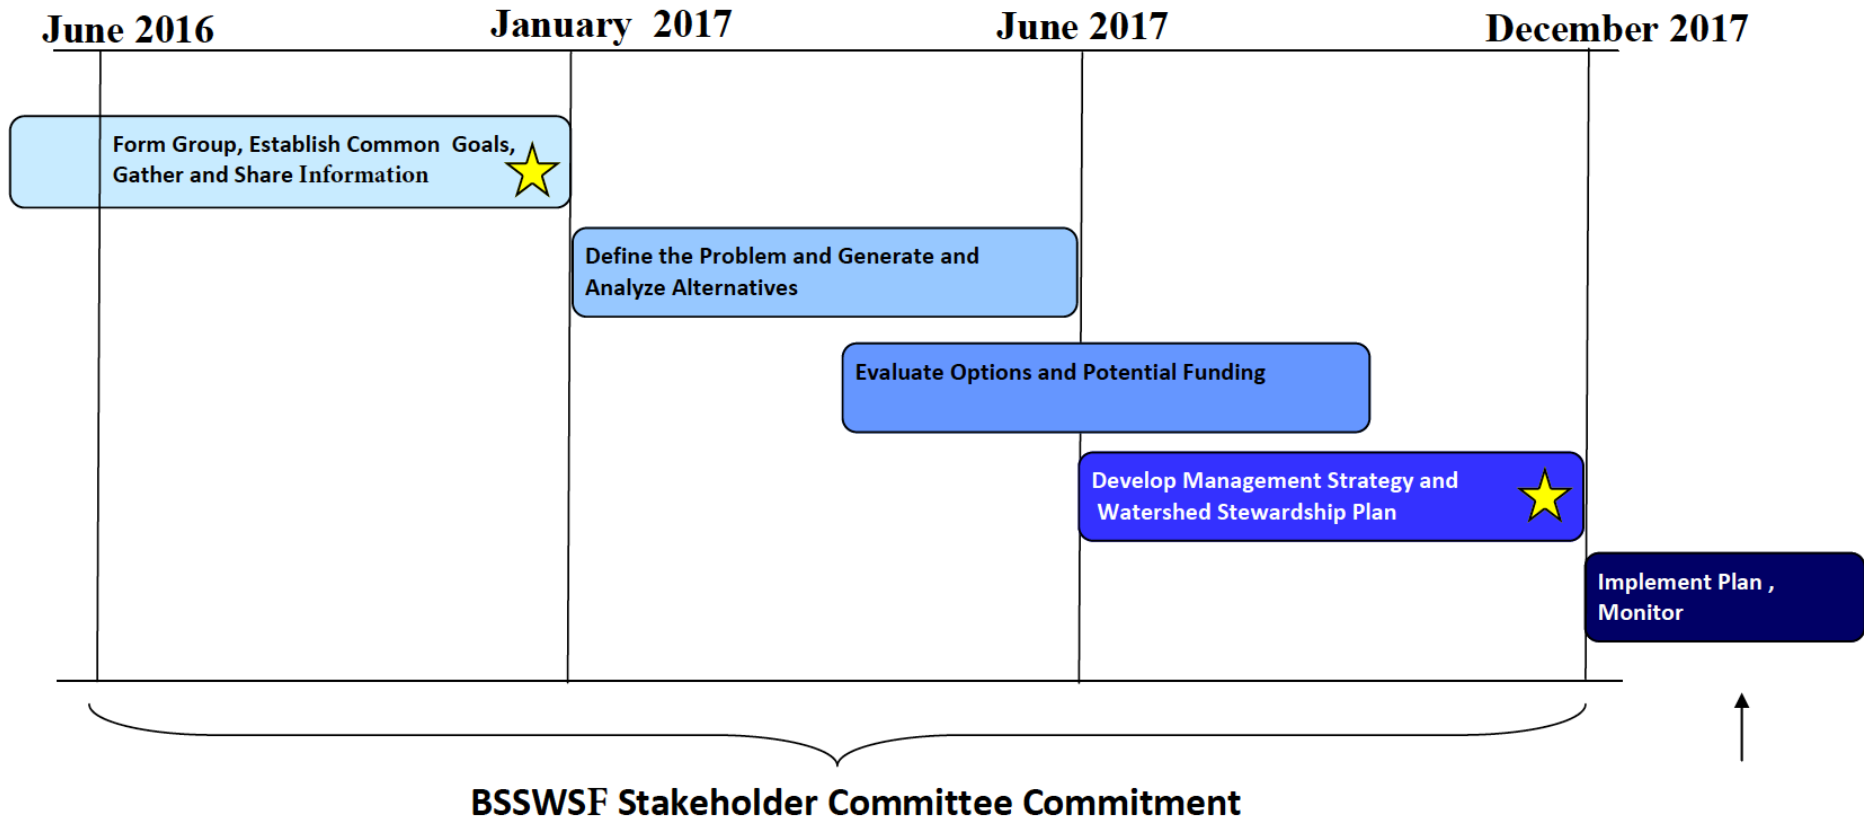 June 2016
January 2017
June 2017
December 2017
Form Group, Establish Common Goals,
Gather and Share Information
Define the Problem and Generate and
Analyze Alternatives
Evaluate Options and Potential Funding
Develop Management Strategy and
Watershed Stewardship Plan
Implement Plan ,
Monitor
BSSWSF Stakeholder Committee Commitment